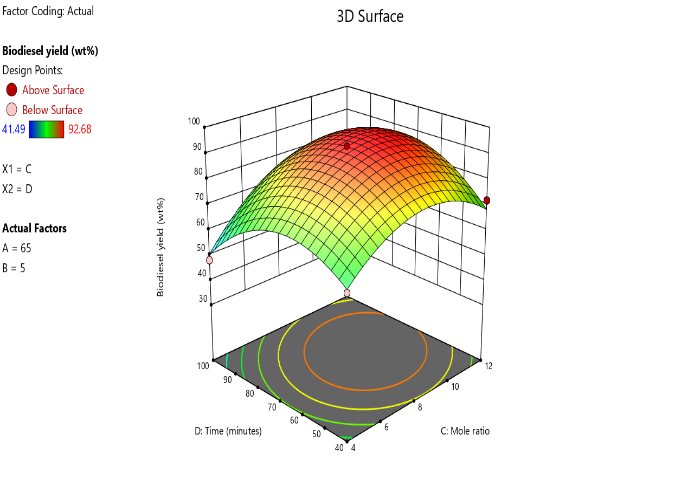 Factor Coding: Actual
3D Surface
Biodiesel yield (wt%)
Design Points:
Above Surface
Below Surface
41.49 92.68
X1 = C
X2 = D
Actual Factors
A = 65
B = 5
Biodiesel yield (wt%)
100
90
80
70
60
50
40
30
100
90
80
70
60
50
40
4
6
8
10
12
D: Time (minutes)
C: Mole ratio